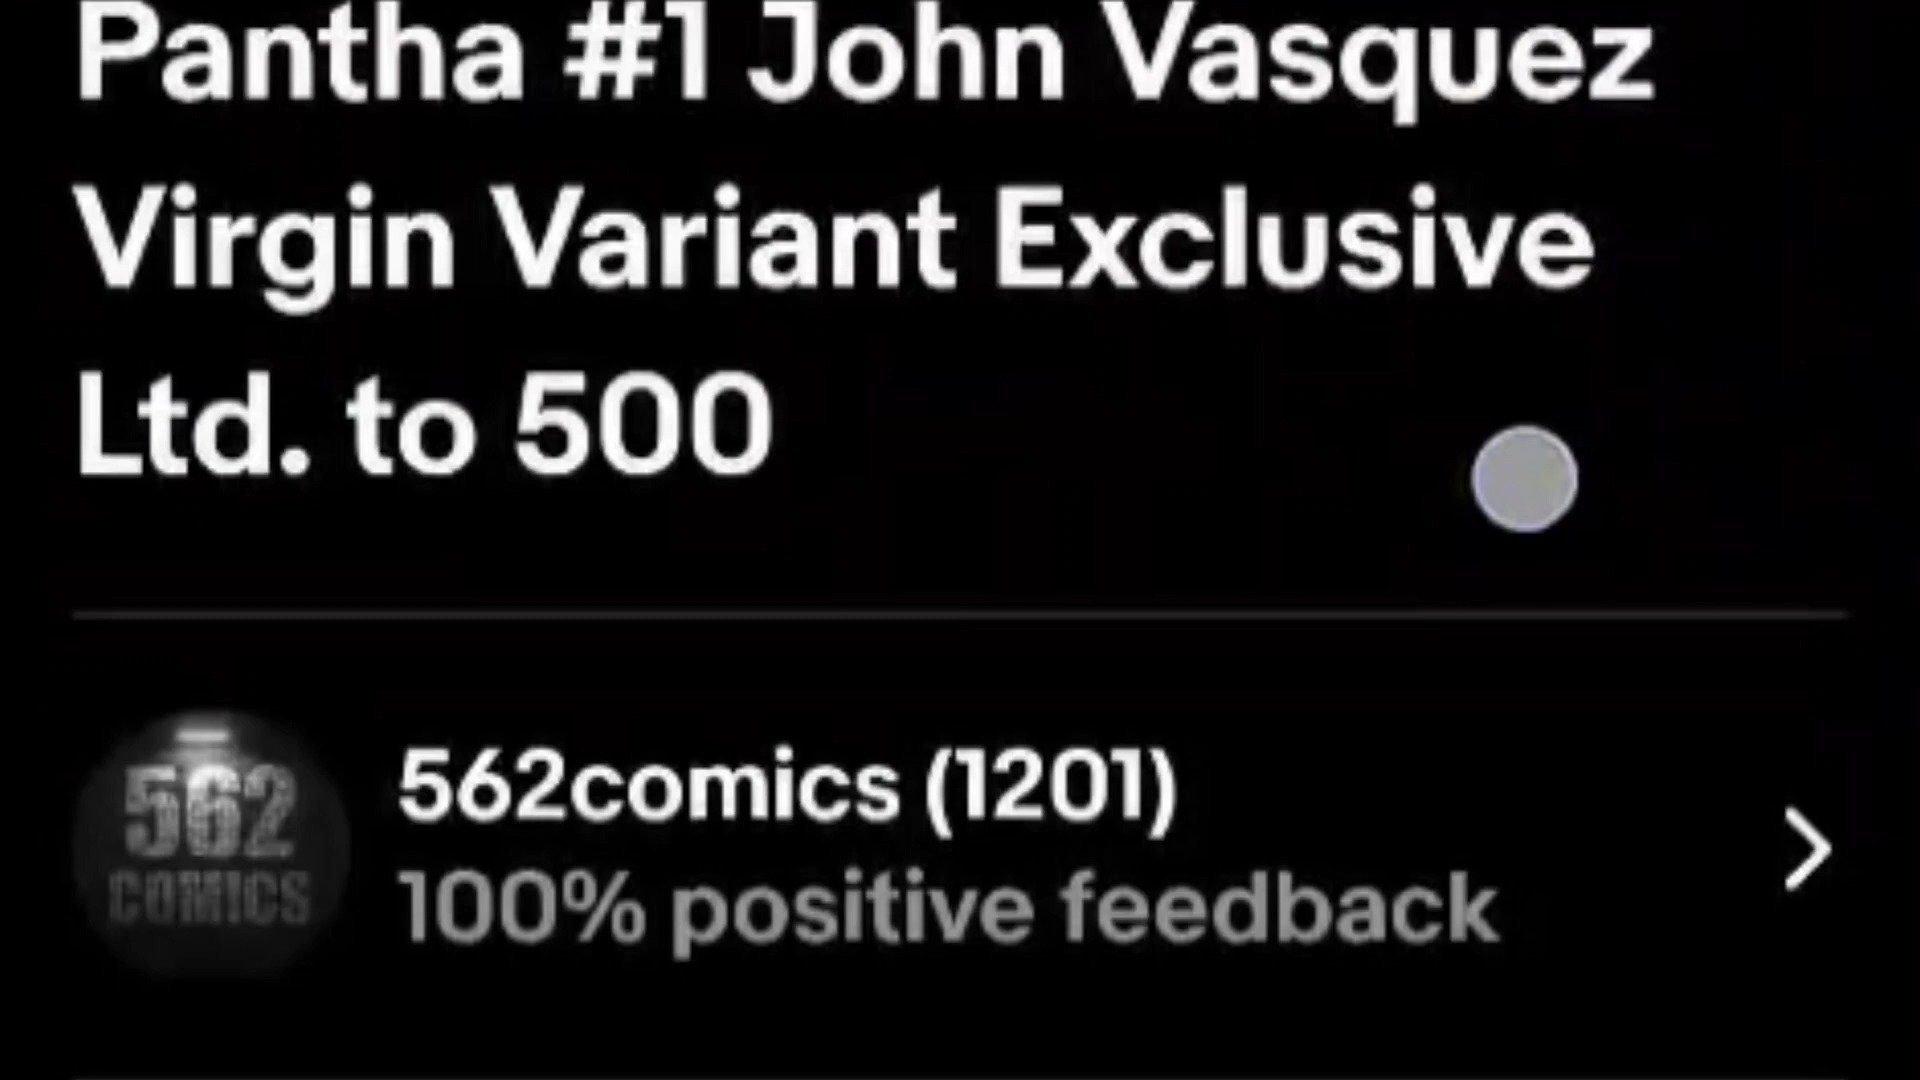 Pantha #1 John Vasquez
Virgin Variant Exclusive
Ltd. to 500
562
COMICS
562comics (1201)
100% positive feedback